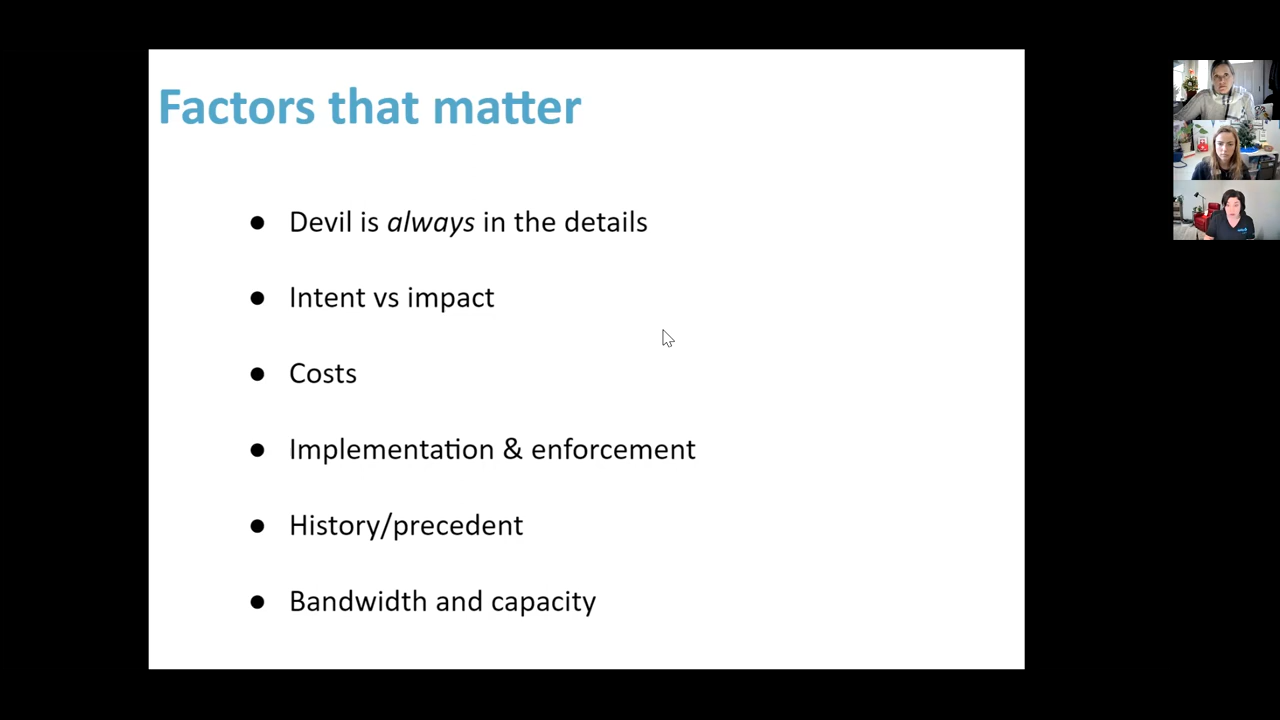 Factors that matter
● Devil is always in the details
● Intent vs impact
● Costs
● Implementation & enforcement
● History/precedent
● Bandwidth and capacity